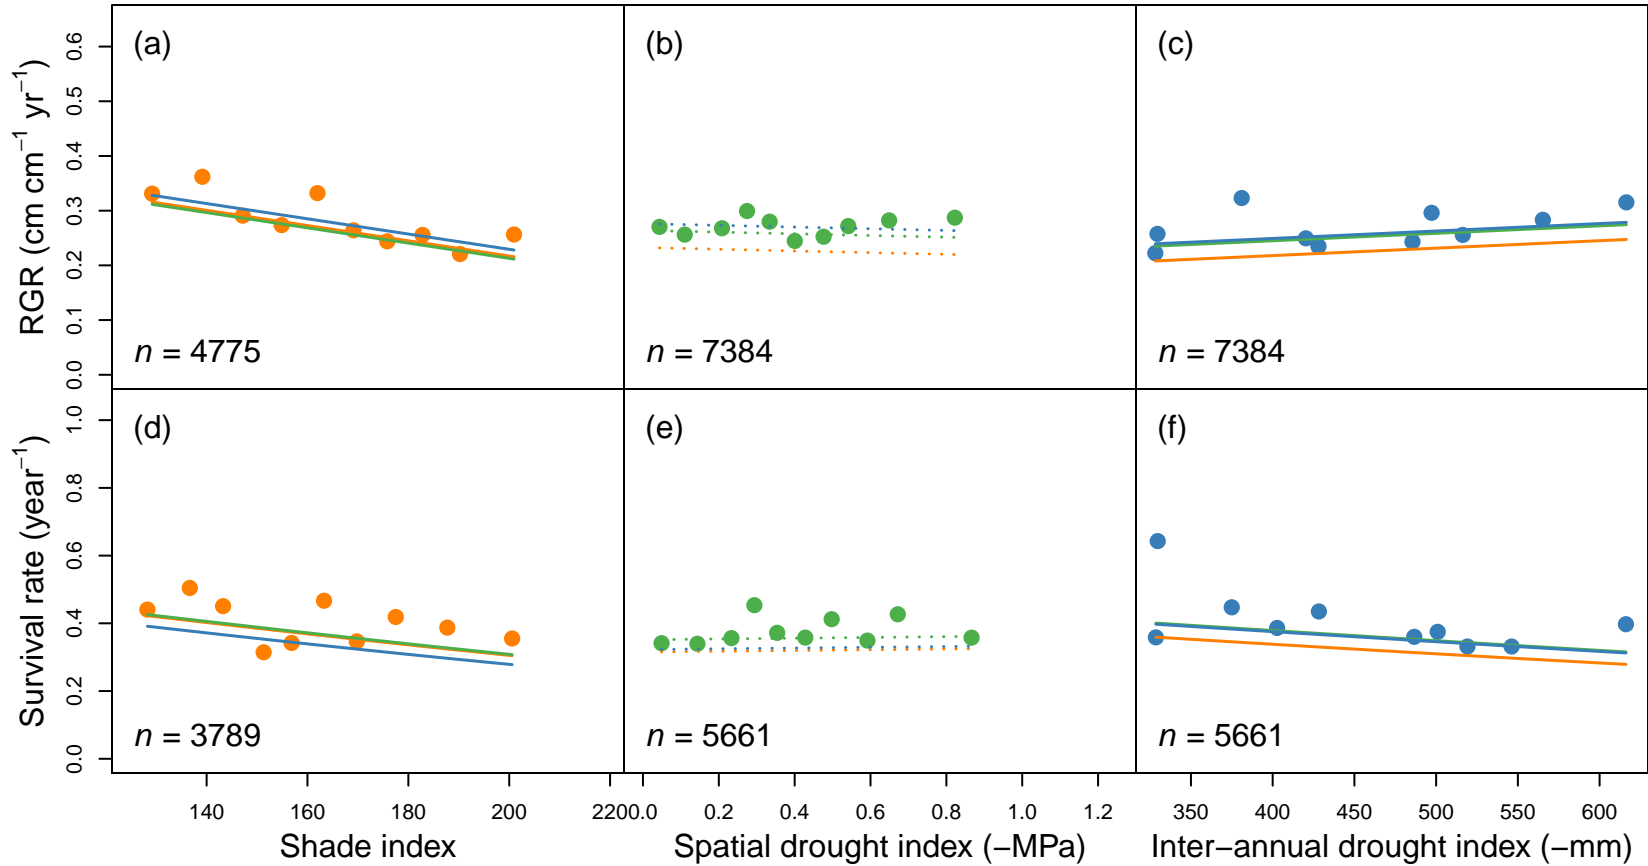 (a) (b) (c)
RGR (cm cm⁻¹ yr⁻¹)
0.6
0.5
0.4
0.3
0.2
0.1
0.0
n = 4775 n = 7384 n = 7384
(d) (e) (f)
Survival rate (year⁻¹)
1.0
0.8
0.6
0.4
0.2
0.0
n = 3789 n = 5661 n = 5661
140 160 180 200 220 0.0 0.2 0.4 0.6 0.8 1.0 1.2 350 400 450 500 550 600
Shade index Spatial drought index (−MPa) Inter−annual drought index (−mm)